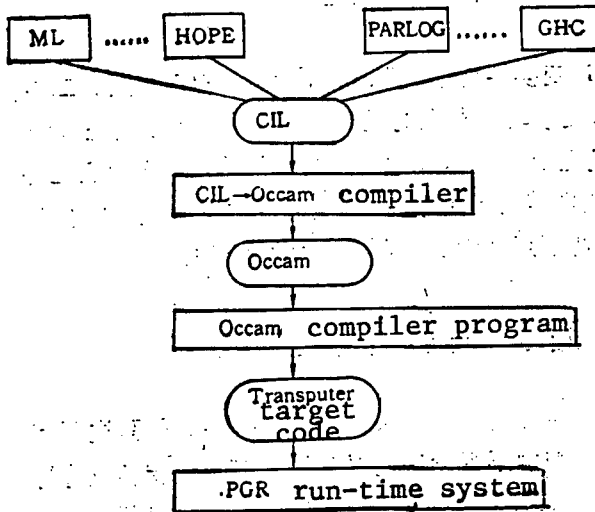 ML ...... HOPE PARLOG ...... GHC
CIL
CIL→Occam compiler
Occam
Occam compiler program
Transputer
target
code
.PGR run-time system